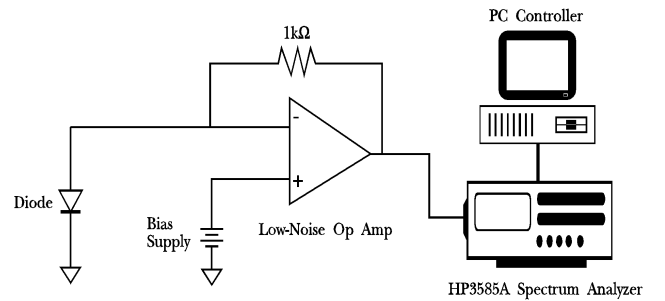 PC Controller
1kΩ
-
+
Diode
Bias
Supply
Low-Noise Op Amp
HP3585A Spectrum Analyzer